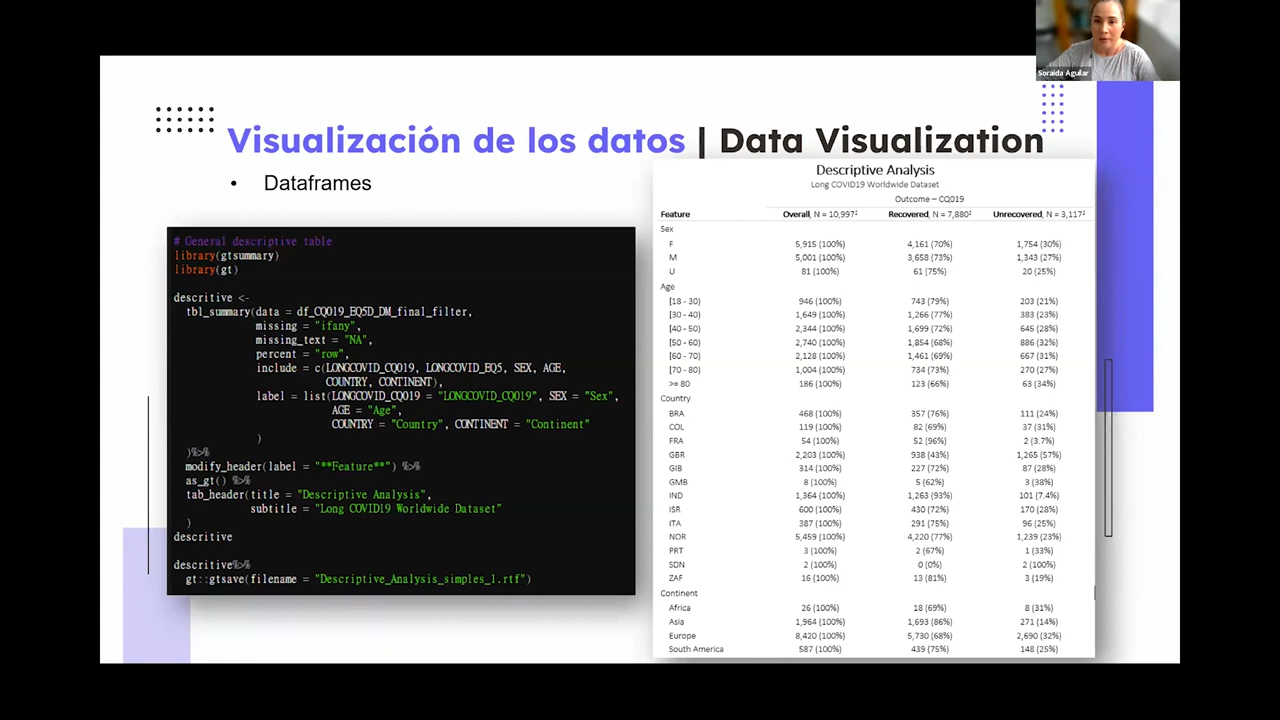 Soraida Aguilar
Visualización de los datos | Data Visualization
• Dataframes
# General descriptive table
library(gtsummary)
library(gt)
descritive <-
tbl_summary(data = df_CQ019_EQ5D_DM_final_filter,
missing = "ifany",
missing_text = "NA",
percent = "row",
include = c(LONGCOVID_CQ019, LONGCOVID_EQ5, SEX, AGE,
COUNTRY, CONTINENT),
label = list(LONGCOVID_CQ019 = "LONGCOVID_CQ019", SEX = "Sex",
AGE = "Age",
COUNTRY = "Country", CONTINENT = "Continent"
)
)%>%
modify_header(label = "**Feature**") %>%
as_gt() %>%
tab_header(title = "Descriptive Analysis",
subtitle = "Long COVID19 Worldwide Dataset"
)
descritive
descritive%>%
gt::gtsave(filename = "Descriptive_Analysis_simples_1.rtf")
Descriptive Analysis
Long COVID19 Worldwide Dataset
Outcome – CQ019
Feature Overall, N = 10,997¹ Recovered, N = 7,880¹ Unrecovered, N = 3,117¹
Sex
F 5,915 (100%) 4,161 (70%) 1,754 (30%)
M 5,001 (100%) 3,658 (73%) 1,343 (27%)
U 81 (100%) 61 (75%) 20 (25%)
Age
[18 - 30) 946 (100%) 743 (79%) 203 (21%)
[30 - 40) 1,649 (100%) 1,266 (77%) 383 (23%)
[40 - 50) 2,344 (100%) 1,699 (72%) 645 (28%)
[50 - 60) 2,740 (100%) 1,854 (68%) 886 (32%)
[60 - 70) 2,128 (100%) 1,461 (69%) 667 (31%)
[70 - 80) 1,004 (100%) 734 (73%) 270 (27%)
>= 80 186 (100%) 123 (66%) 63 (34%)
Country
BRA 468 (100%) 357 (76%) 111 (24%)
COL 119 (100%) 82 (69%) 37 (31%)
FRA 54 (100%) 52 (96%) 2 (3.7%)
GBR 2,203 (100%) 938 (43%) 1,265 (57%)
GIB 314 (100%) 227 (72%) 87 (28%)
GMB 8 (100%) 5 (62%) 3 (38%)
IND 1,364 (100%) 1,263 (93%) 101 (7.4%)
ISR 600 (100%) 430 (72%) 170 (28%)
ITA 387 (100%) 291 (75%) 96 (25%)
NOR 5,459 (100%) 4,220 (77%) 1,239 (23%)
PRT 3 (100%) 2 (67%) 1 (33%)
SDN 2 (100%) 0 (0%) 2 (100%)
ZAF 16 (100%) 13 (81%) 3 (19%)
Continent
Africa 26 (100%) 18 (69%) 8 (31%)
Asia 1,964 (100%) 1,693 (86%) 271 (14%)
Europe 8,420 (100%) 5,730 (68%) 2,690 (32%)
South America 587 (100%) 439 (75%) 148 (25%)